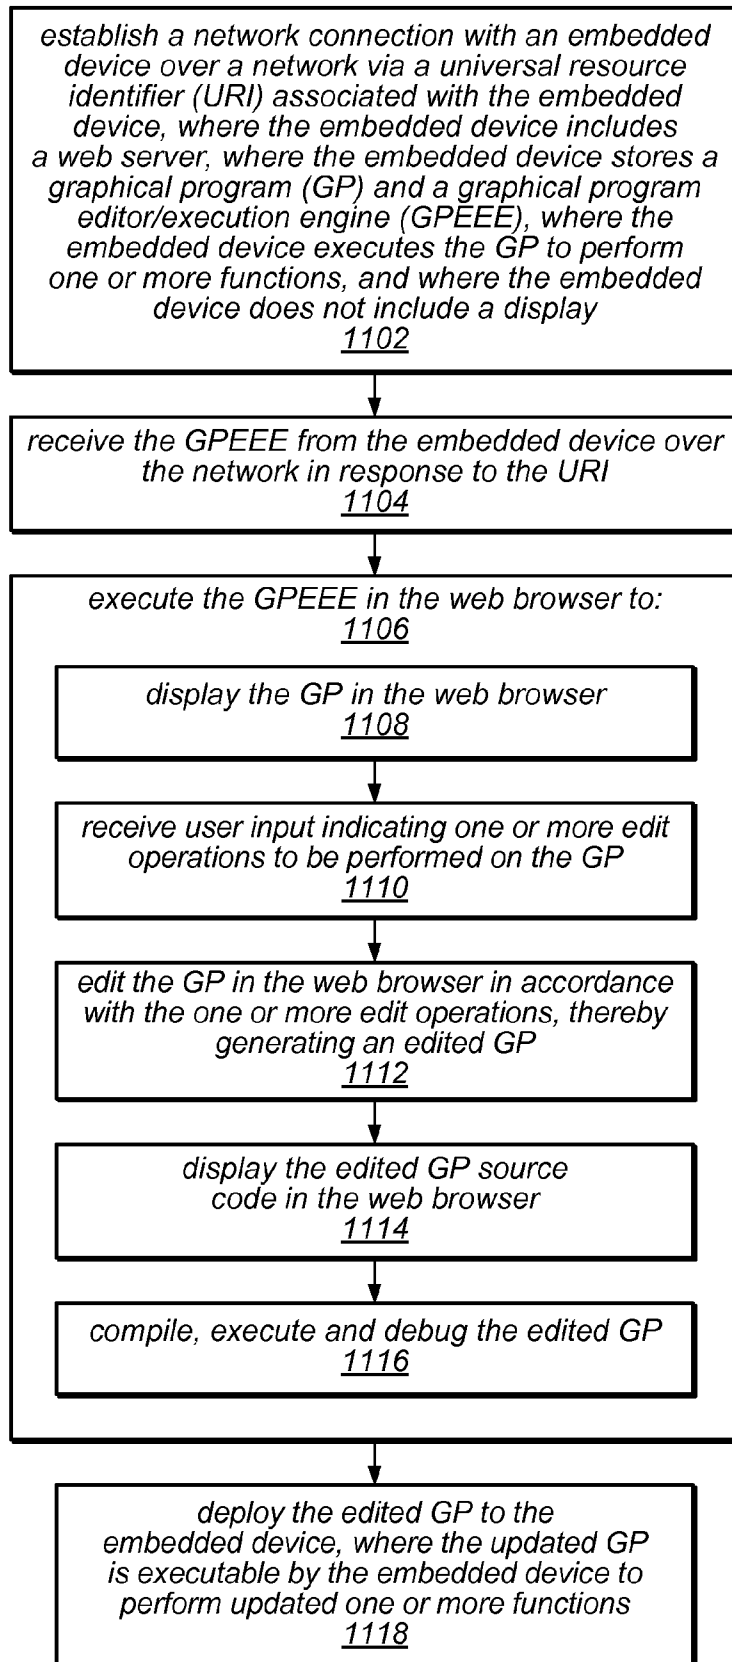 establish a network connection with an embedded
device over a network via a universal resource
identifier (URI) associated with the embedded
device, where the embedded device includes
a web server, where the embedded device stores a
graphical program (GP) and a graphical program
editor/execution engine (GPEEE), where the
embedded device executes the GP to perform
one or more functions, and where the embedded
device does not include a display
1102
receive the GPEEE from the embedded device over
the network in response to the URI
1104
execute the GPEEE in the web browser to:
1106
display the GP in the web browser
1108
receive user input indicating one or more edit
operations to be performed on the GP
1110
edit the GP in the web browser in accordance
with the one or more edit operations, thereby
generating an edited GP
1112
display the edited GP source
code in the web browser
1114
compile, execute and debug the edited GP
1116
deploy the edited GP to the
embedded device, where the updated GP
is executable by the embedded device to
perform updated one or more functions
1118